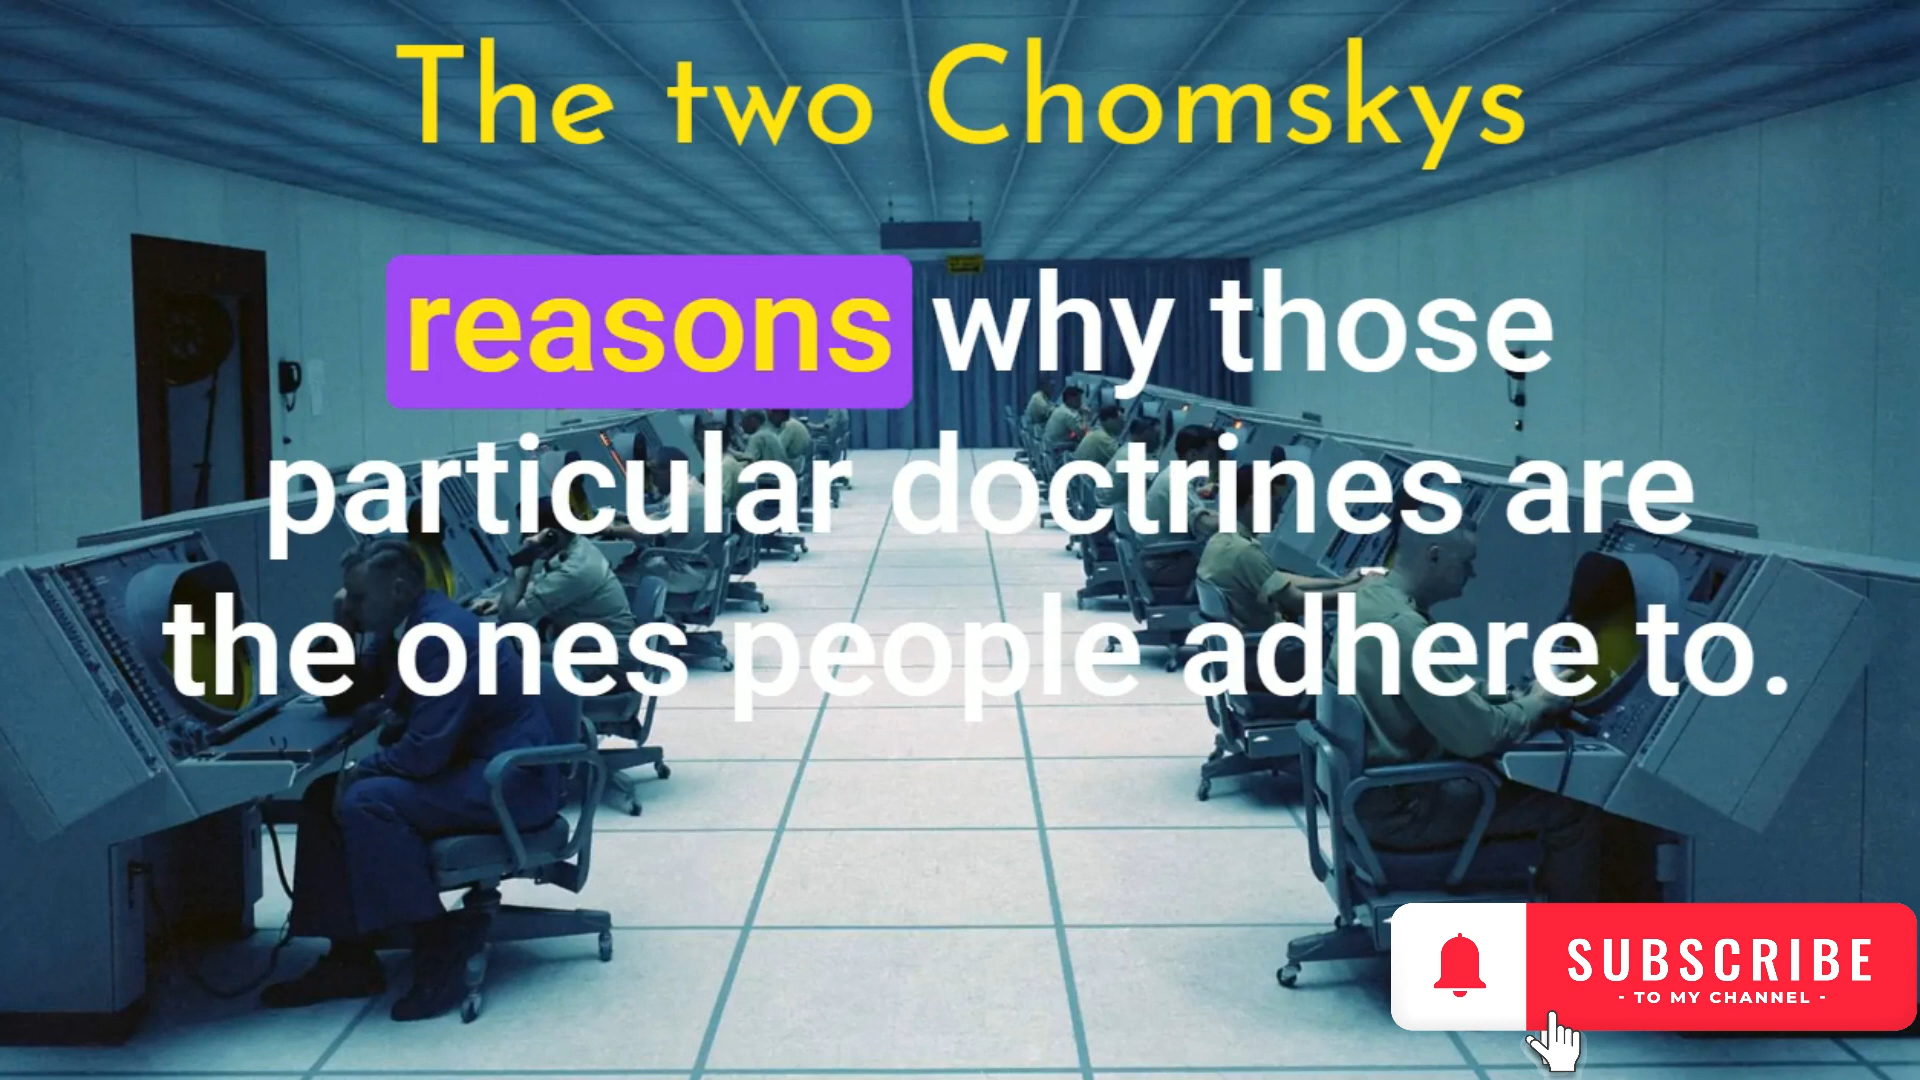 The two Chomskys
reasons why those
particular doctrines are
the ones people adhere to.
SUBSCRIBE
- TO MY CHANNEL -